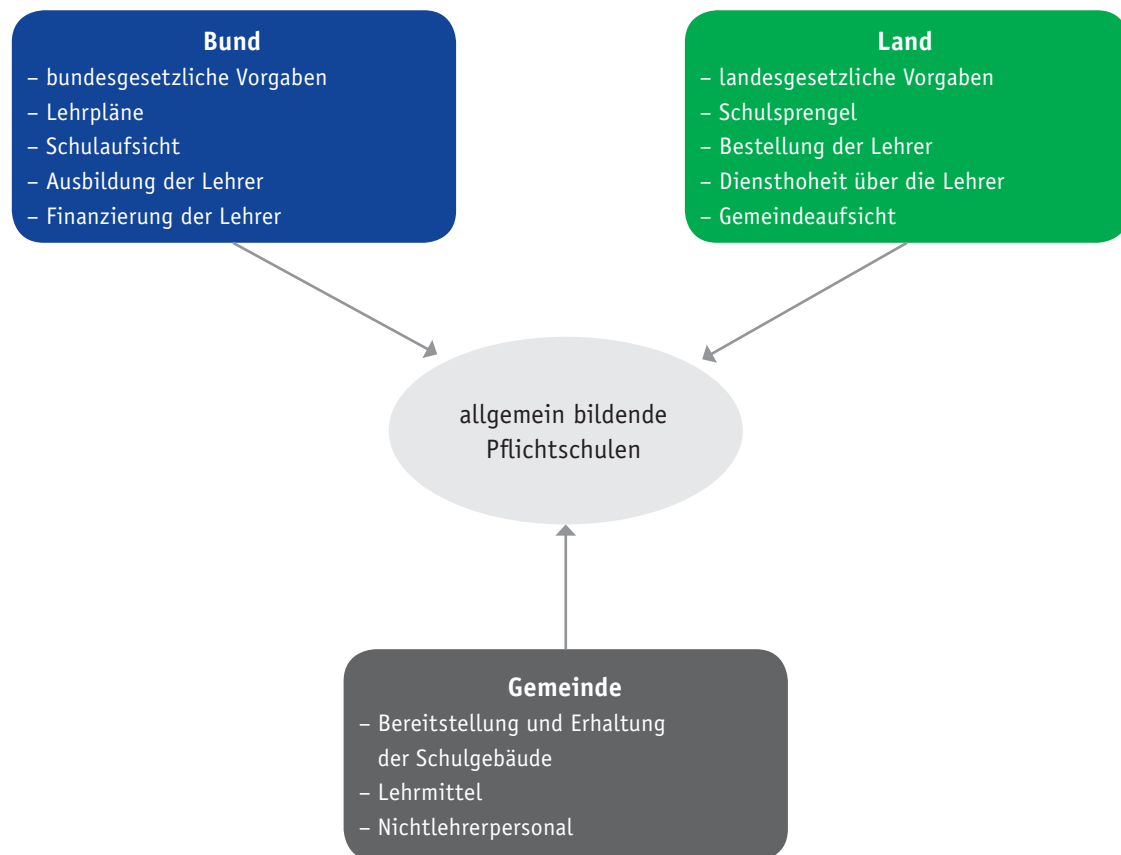 Bund
– bundesgesetzliche Vorgaben
– Lehrpläne
– Schulaufsicht
– Ausbildung der Lehrer
– Finanzierung der Lehrer
Land
– landesgesetzliche Vorgaben
– Schulsprengel
– Bestellung der Lehrer
– Diensthoheit über die Lehrer
– Gemeindeaufsicht
allgemein bildende
Pflichtschulen
Gemeinde
– Bereitstellung und Erhaltung
der Schulgebäude
– Lehrmittel
– Nichtlehrerpersonal